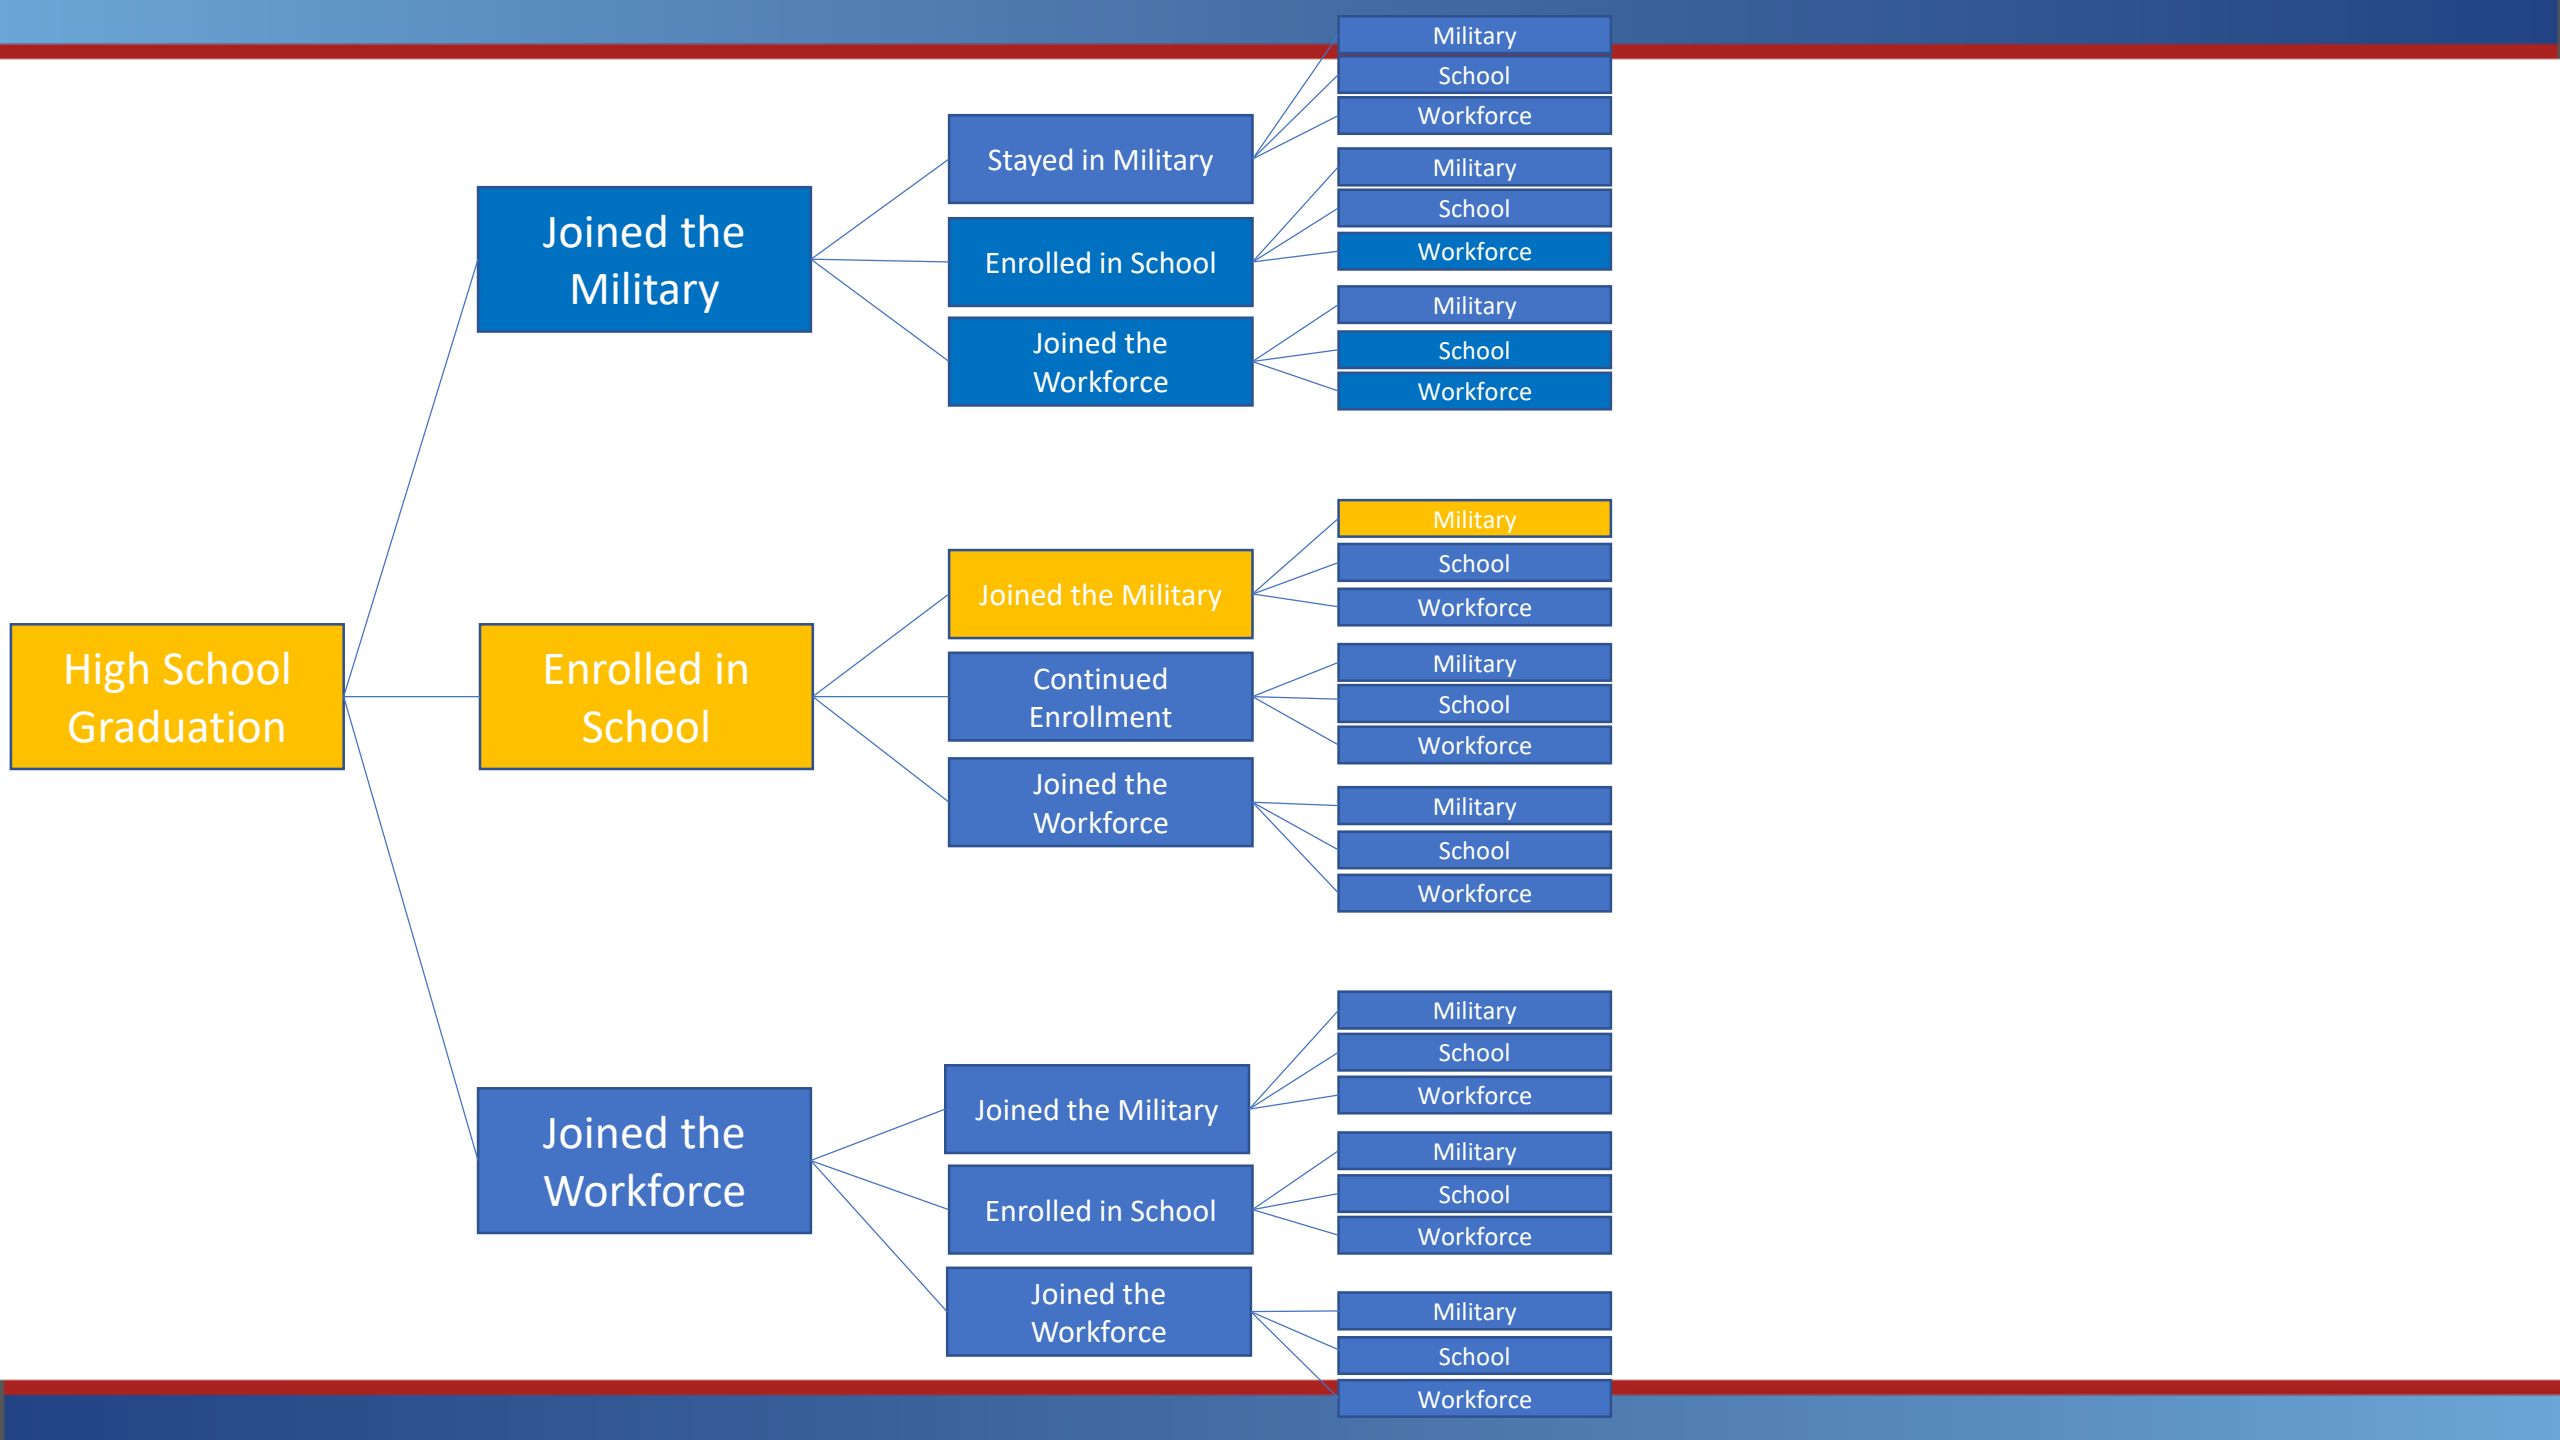 High School
Graduation
Joined the
Military
Stayed in Military
Military
School
Workforce
Enrolled in School
Military
School
Workforce
Joined the
Workforce
Military
School
Workforce
Enrolled in
School
Joined the Military
Military
School
Workforce
Continued
Enrollment
Military
School
Workforce
Joined the
Workforce
Military
School
Workforce
Joined the
Workforce
Joined the Military
Military
School
Workforce
Enrolled in School
Military
School
Workforce
Joined the
Workforce
Military
School
Workforce